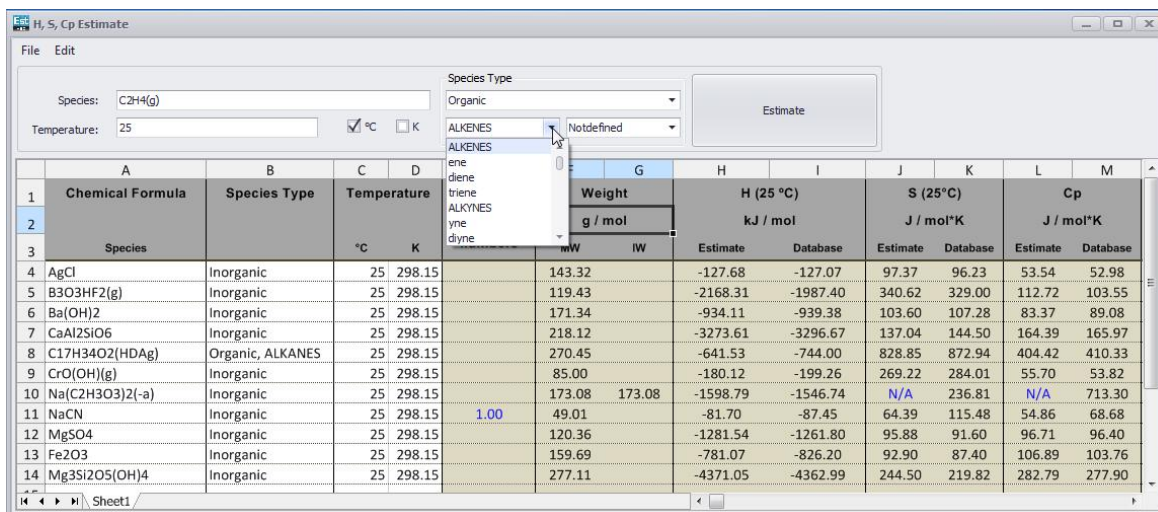 Est H, S, Cp Estimate
File Edit
Species Type
Species: C2H4(g) Organic
Estimate
Temperature: 25 °C K ALKENES Notdefined
ALKENES
ene
diene
triene
ALKYNES
yne
diyne
A B C D F G H I J K L M
1 Chemical Formula Species Type Temperature Weight H (25 °C) S (25°C) Cp
2 g / mol kJ / mol J / mol*K J / mol*K
3 Species °C K MW IW Estimate Database Estimate Database Estimate Database
4 AgCl Inorganic 25 298.15 143.32 -127.68 -127.07 97.37 96.23 53.54 52.98
5 B3O3HF2(g) Inorganic 25 298.15 119.43 -2168.31 -1987.40 340.62 329.00 112.72 103.55
6 Ba(OH)2 Inorganic 25 298.15 171.34 -934.11 -939.38 103.60 107.28 83.37 89.08
7 CaAl2SiO6 Inorganic 25 298.15 218.12 -3273.61 -3296.67 137.04 144.50 164.39 165.97
8 C17H34O2(HDAg) Organic, ALKANES 25 298.15 270.45 -641.53 -744.00 828.85 872.94 404.42 410.33
9 CrO(OH)(g) Inorganic 25 298.15 85.00 -180.12 -199.26 269.22 284.01 55.70 53.82
10 Na(C2H3O3)2(-a) Inorganic 25 298.15 173.08 173.08 -1598.79 -1546.74 N/A 236.81 N/A 713.30
11 NaCN Inorganic 25 298.15 1.00 49.01 -81.70 -87.45 64.39 115.48 54.86 68.68
12 MgSO4 Inorganic 25 298.15 120.36 -1281.54 -1261.80 95.88 91.60 96.71 96.40
13 Fe2O3 Inorganic 25 298.15 159.69 -781.07 -826.20 92.90 87.40 106.89 103.76
14 Mg3Si2O5(OH)4 Inorganic 25 298.15 277.11 -4371.05 -4362.99 244.50 219.82 282.79 277.90
Sheet1